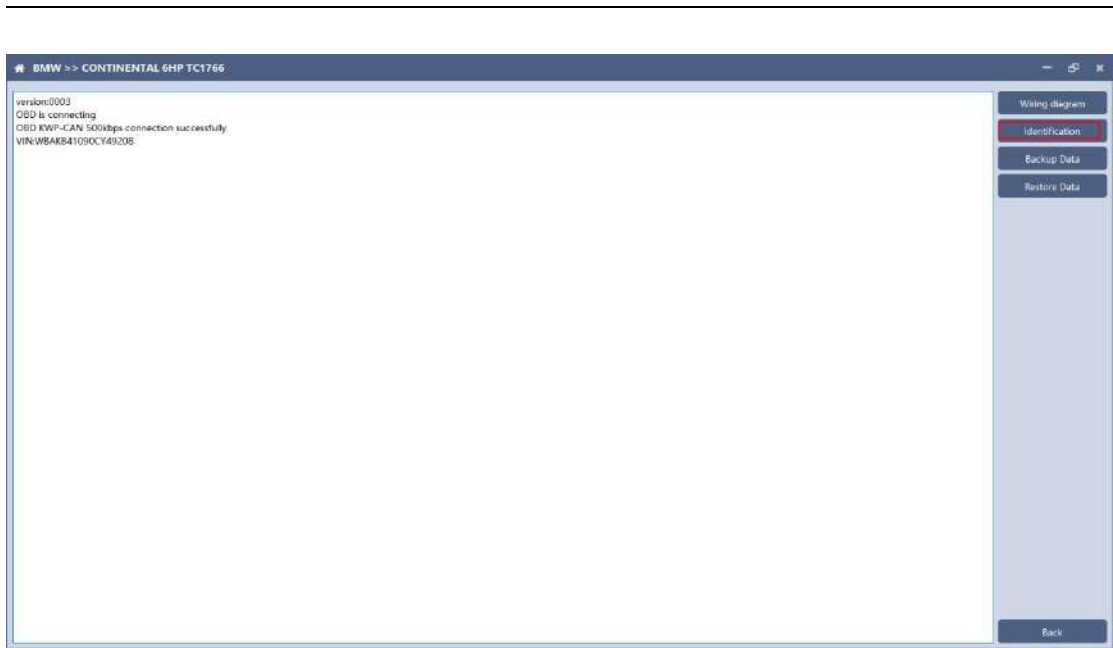 BMW >> CONTINENTAL 6HP TC1766
version:0003
OBD is connecting
OBD KWP-CAN 500kbps connection successfully
VIN:WBAKB41090CY49208
Wiring diagram
Identification
Backup Data
Restore Data
Back